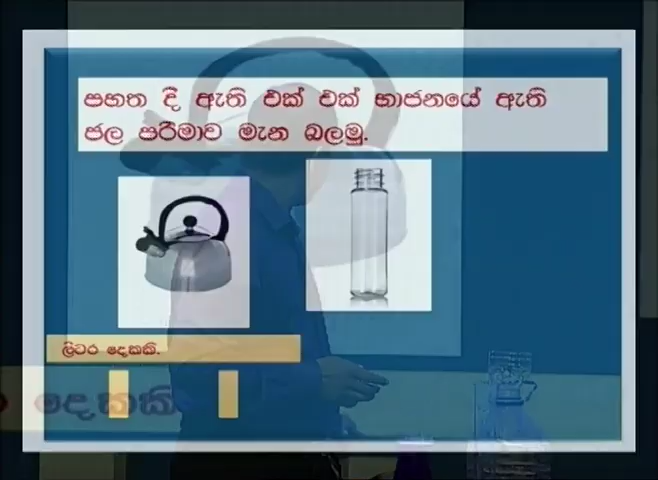 පහත දී ඇති එක් එක් භාජනයේ ඇති
ජල පරිමාව මැන බලමු.
ලීටර දෙකකි.
දෙකකි.